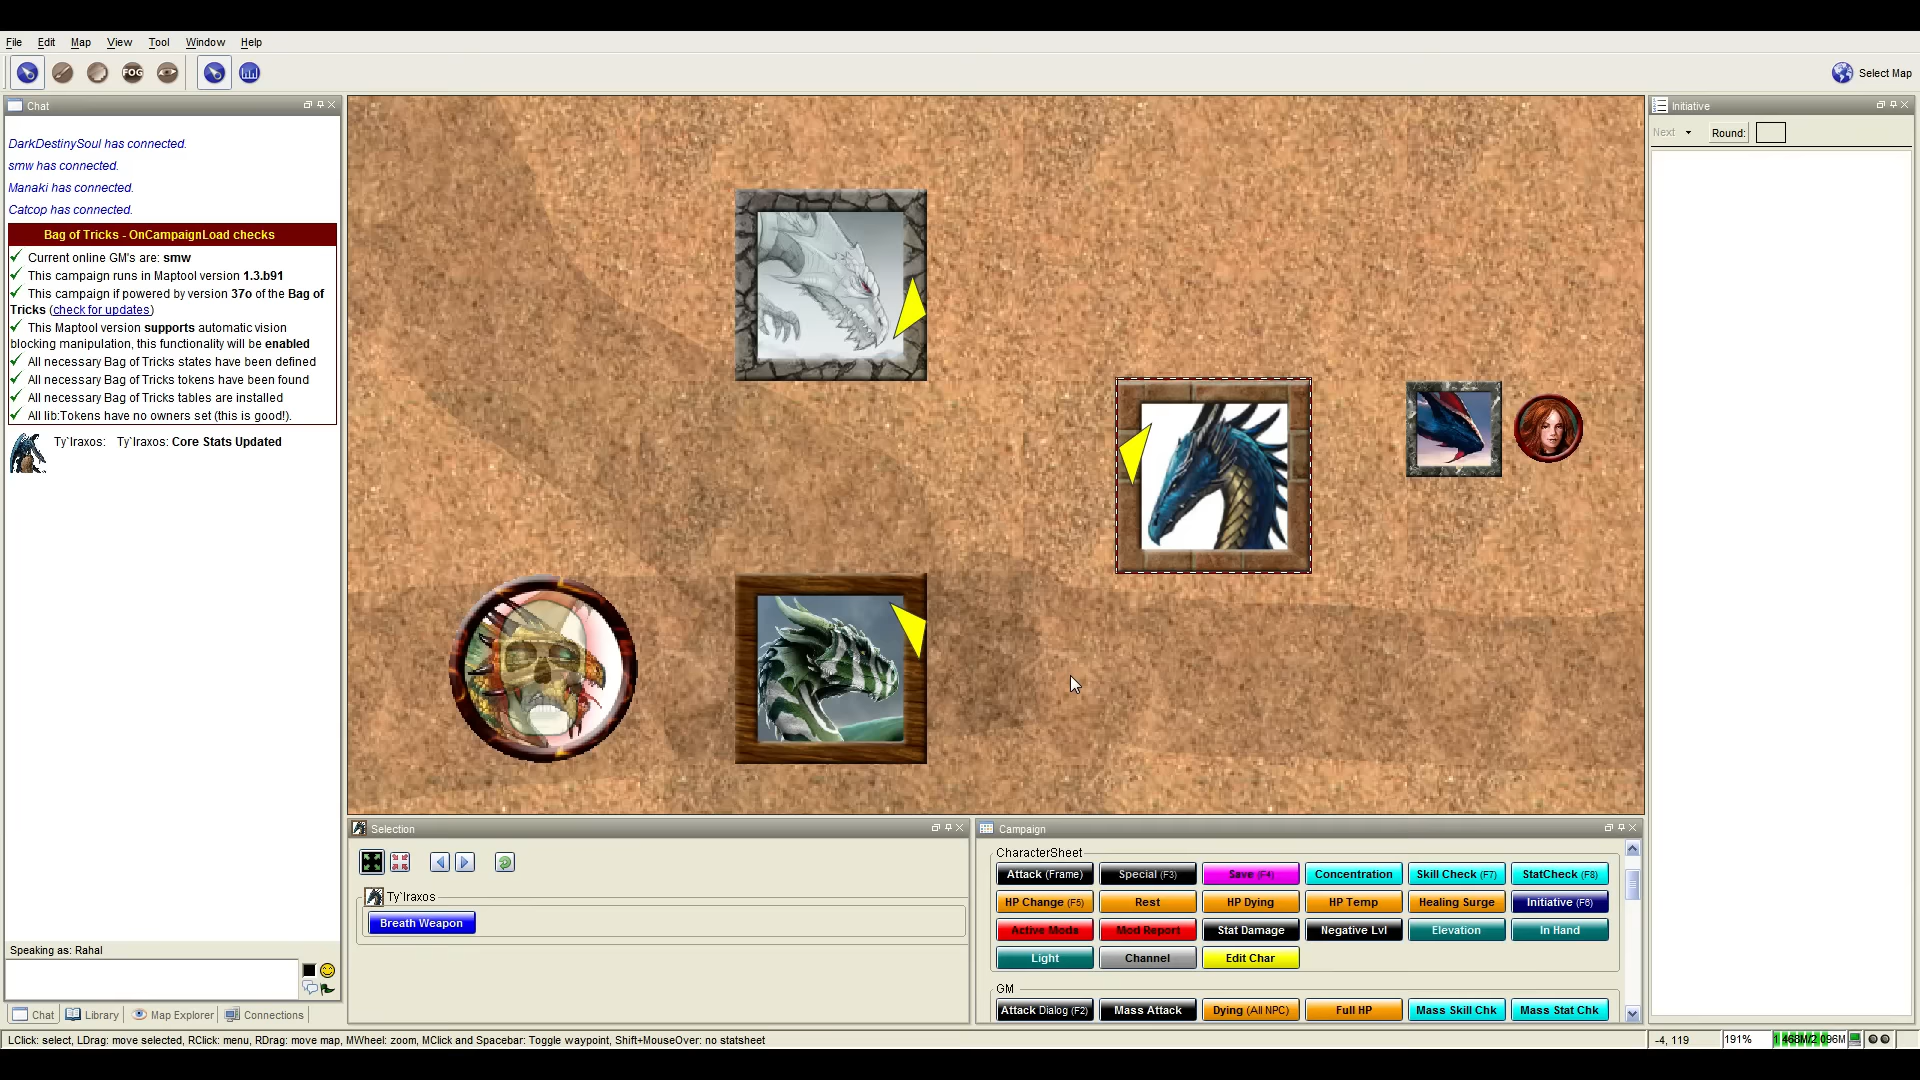 File Edit Map View Tool Window Help
FOG
Select Map
Chat
Initiative
Next
Round:
DarkDestinySoul has connected.
smw has connected.
Manaki has connected.
Catcop has connected.
Bag of Tricks - OnCampaignLoad checks
Current online GM's are: smw
This campaign runs in Maptool version 1.3.b91
This campaign if powered by version 37o of the Bag of
Tricks (check for updates)
This Maptool version supports automatic vision
blocking manipulation, this functionality will be enabled
All necessary Bag of Tricks states have been defined
All necessary Bag of Tricks tokens have been found
All necessary Bag of Tricks tables are installed
All lib:Tokens have no owners set (this is good!).
Ty`Iraxos: Ty`Iraxos: Core Stats Updated
Speaking as: Rahal
Chat Library Map Explorer Connections
Selection
Ty`Iraxos
Breath Weapon
Campaign
CharacterSheet
Attack (Frame) Special (F3) Save (F4) Concentration Skill Check (F7) StatCheck (F8)
HP Change (F5) Rest HP Dying HP Temp Healing Surge Initiative (F6)
Active Mods Mod Report Stat Damage Negative Lvl Elevation In Hand
Light Channel Edit Char
GM
Attack Dialog (F2) Mass Attack Dying (All NPC) Full HP Mass Skill Chk Mass Stat Chk
LClick: select, LDrag: move selected, RClick: menu, RDrag: move map, MWheel: zoom, MClick and Spacebar: Toggle waypoint, Shift+MouseOver: no statsheet
-4, 119
191%